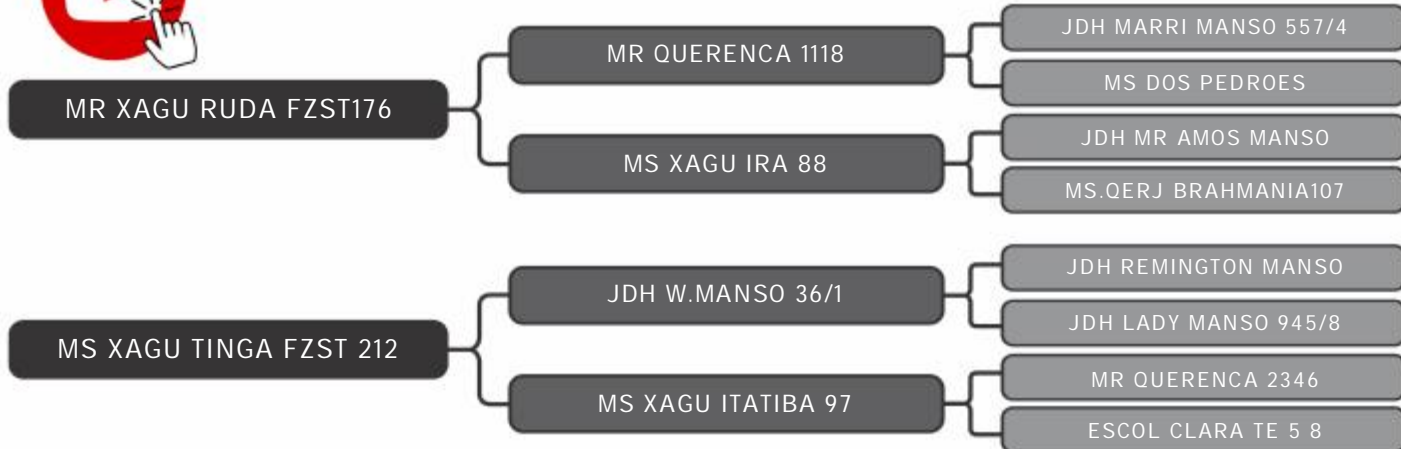 MR XAGU RUDA FZST176
MR QUERENCA 1118
JDH MARRI MANSO 557/4
MS DOS PEDROES
MS XAGU IRA 88
JDH MR AMOS MANSO
MS.QERJ BRAHMANIA107
MS XAGU TINGA FZST 212
JDH W.MANSO 36/1
JDH REMINGTON MANSO
JDH LADY MANSO 945/8
MS XAGU ITATIBA 97
MR QUERENCA 2346
ESCOL CLARA TE 5 8